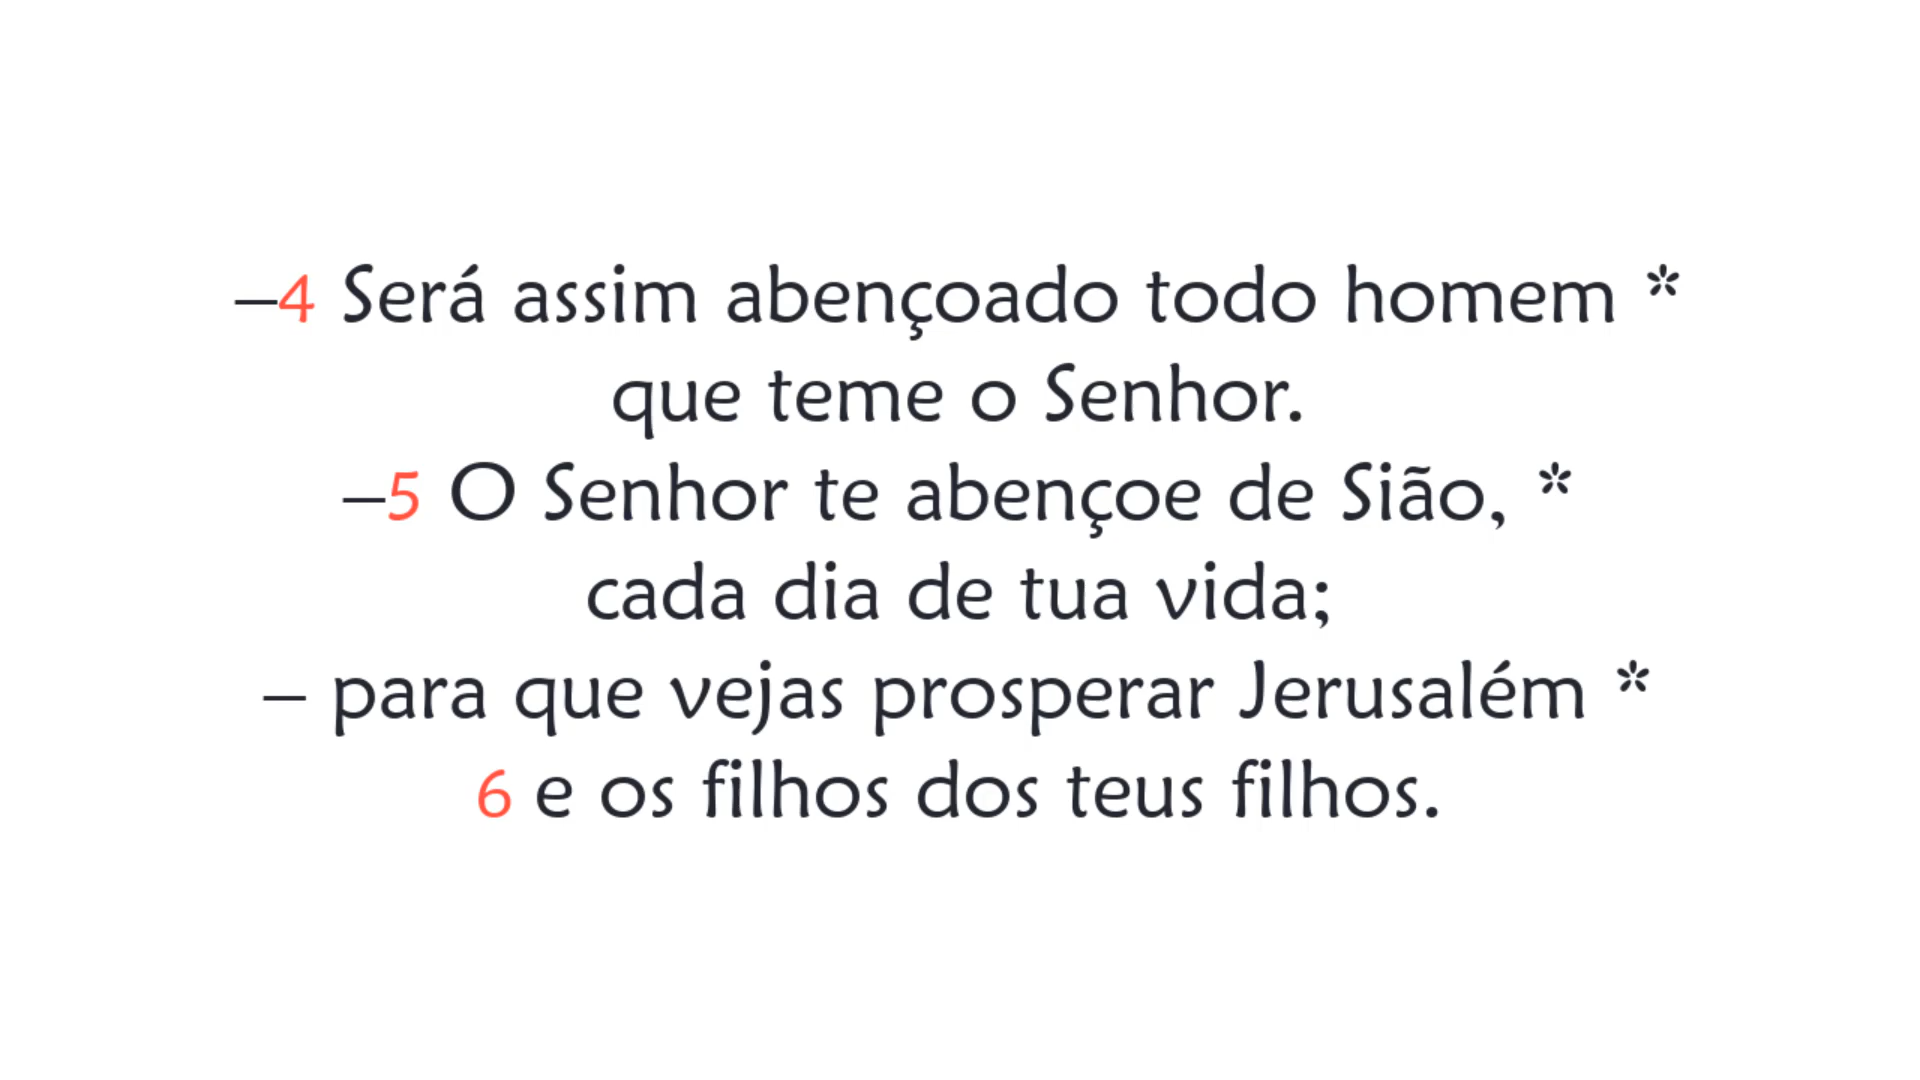 –4 Será assim abençoado todo homem *
que teme o Senhor.
–5 O Senhor te abençoe de Sião, *
cada dia de tua vida;
– para que vejas prosperar Jerusalém *
6 e os filhos dos teus filhos.